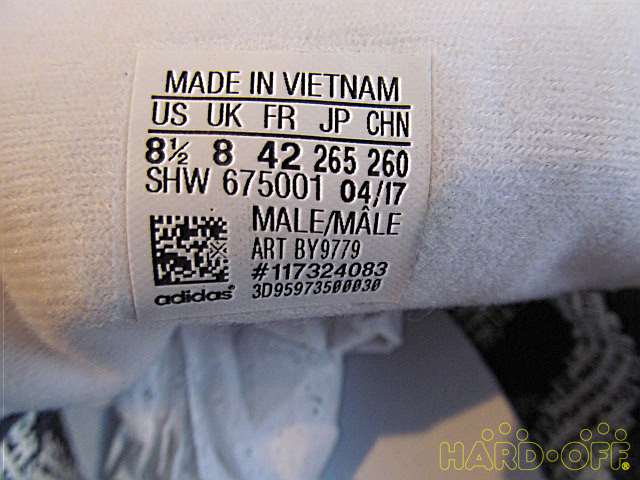 MADE IN VIETNAM
US UK FR JP CHN
8½ 8 42 265 260
SHW 675001 04/17
MALE/MÂLE
ART BY9779
#117324083
adidas® 3D95973500030
HARD·OFF®